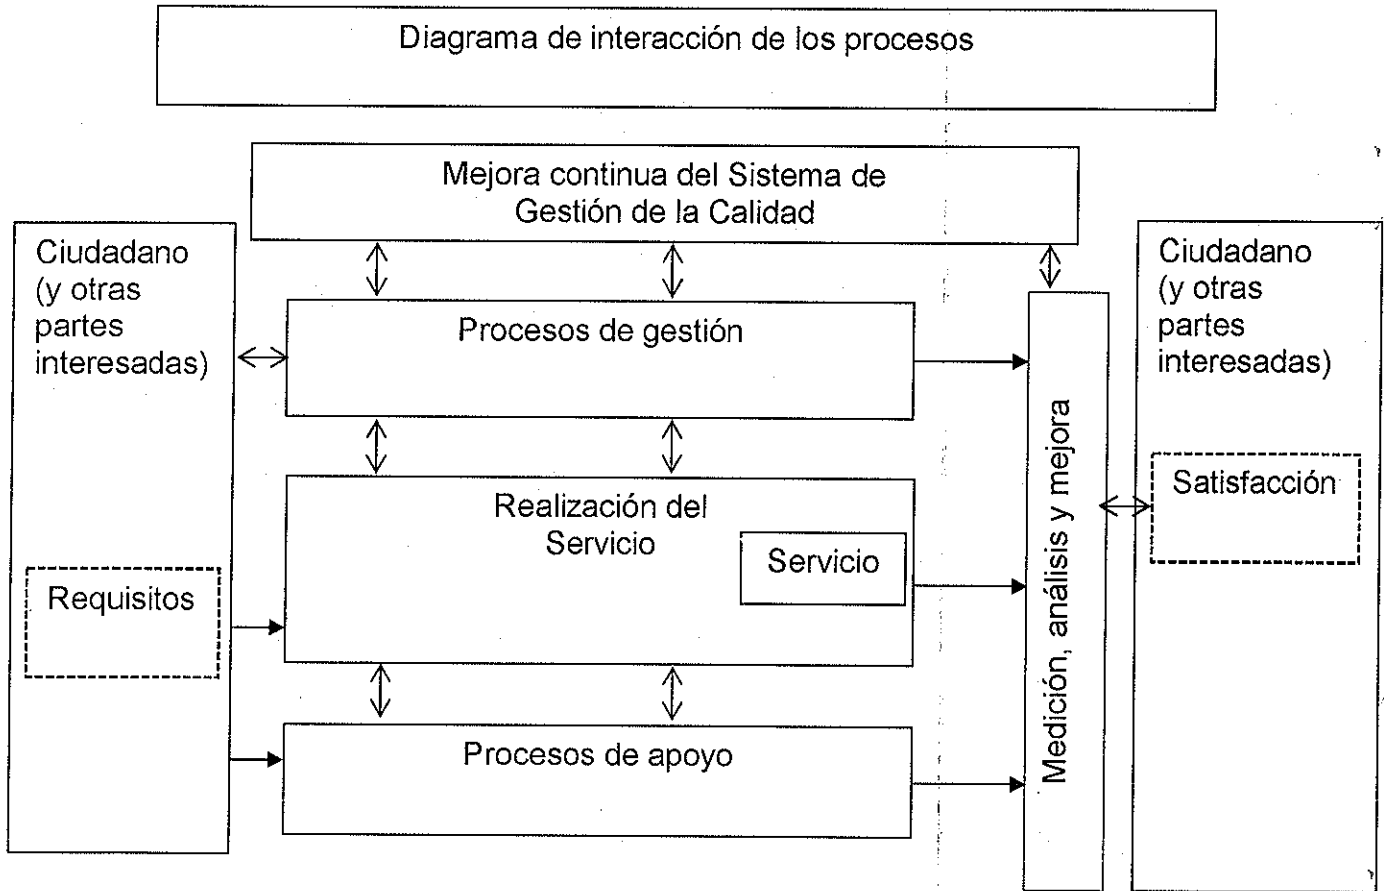 Diagrama de interacción de los procesos
Mejora continua del Sistema de
Gestión de la Calidad
Ciudadano
(y otras
partes
interesadas)
Requisitos
Procesos de gestión
Realización del
Servicio
Servicio
Procesos de apoyo
Medición, análisis y mejora
Ciudadano
(y otras
partes
interesadas)
Satisfacción